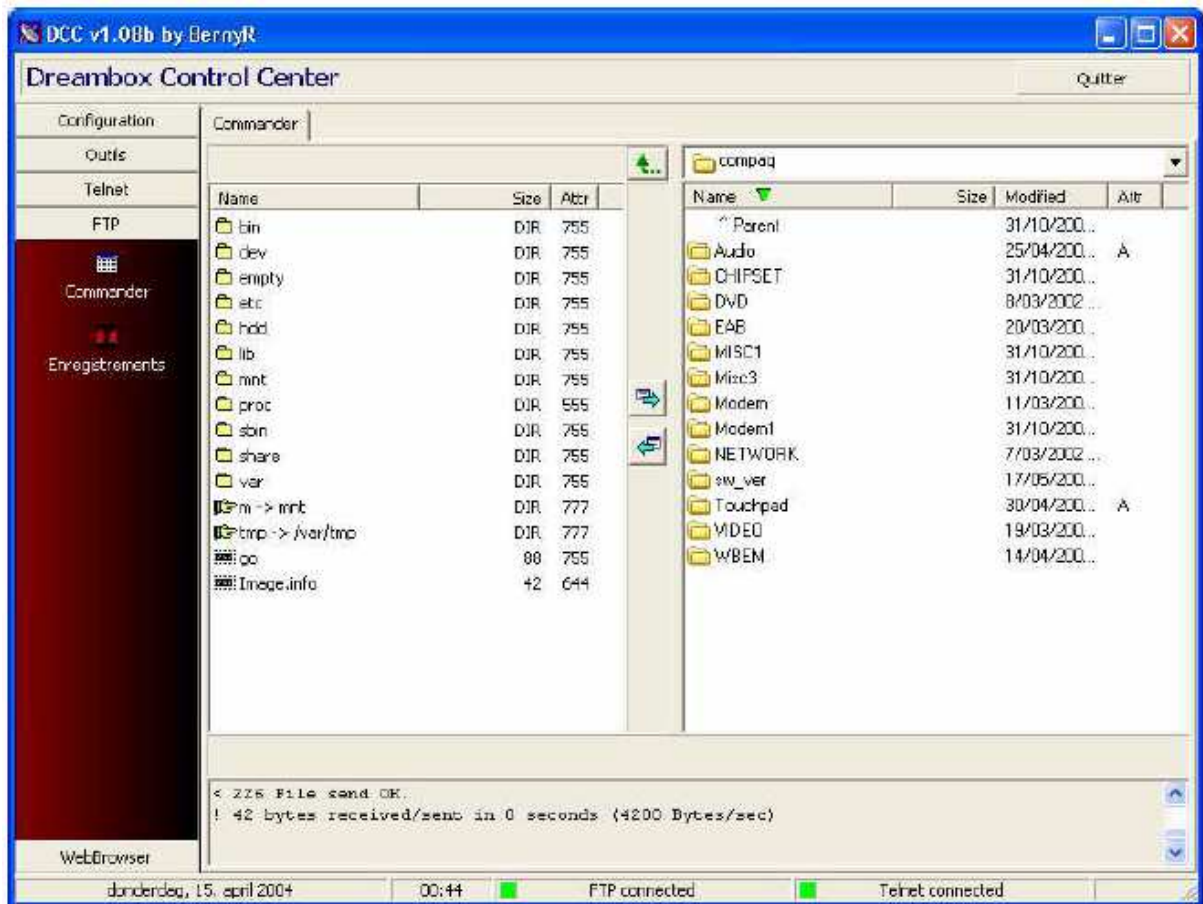 DCC v1.08b by BernyR
Dreambox Control Center
Quitter
Configuration
Outils
Telnet
FTP
Commander
Enregistrements
WebBrowser
Commander
Name Size Attr
bin DIR 755
dev DIR 755
empty DIR 755
etc DIR 755
hdd DIR 755
lib DIR 755
mnt DIR 755
proc DIR 555
sbin DIR 755
share DIR 755
var DIR 755
m -> mnt DIR 777
tmp -> /var/tmp DIR 777
go 88 755
Image.info 42 644
compaq
Name Size Modified Attr
^ Parent 31/10/200...
Audio 25/04/200... A
CHIPSET 31/10/200...
DVD 8/03/2002 ...
EAB 20/03/200...
MISC1 31/10/200...
Misc3 31/10/200...
Modem 11/03/200...
Modem1 31/10/200...
NETWORK 7/03/2002 ...
sw_ver 17/05/200...
Touchpad 30/04/200... A
VIDEO 19/03/200...
WBEM 14/04/200...
< 226 File send OK.
! 42 bytes received/sent in 0 seconds (4200 Bytes/sec)
donderdag, 15. april 2004 00:44 FTP connected Telnet connected